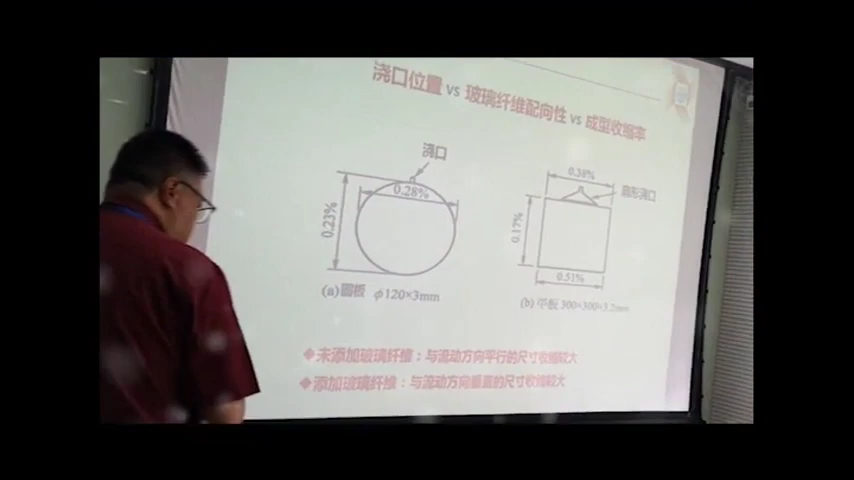 浇口位置 vs 玻璃纤维配向性 vs 成型收缩率
浇口
0.28%
0.23%
(a)圆板 ϕ120×3mm
0.38%
扇形浇口
0.17%
0.51%
(b) 平板 300×300×3.2mm
◆未添加玻璃纤维：与流动方向平行的尺寸收缩较大
◆添加玻璃纤维：与流动方向垂直的尺寸收缩较大